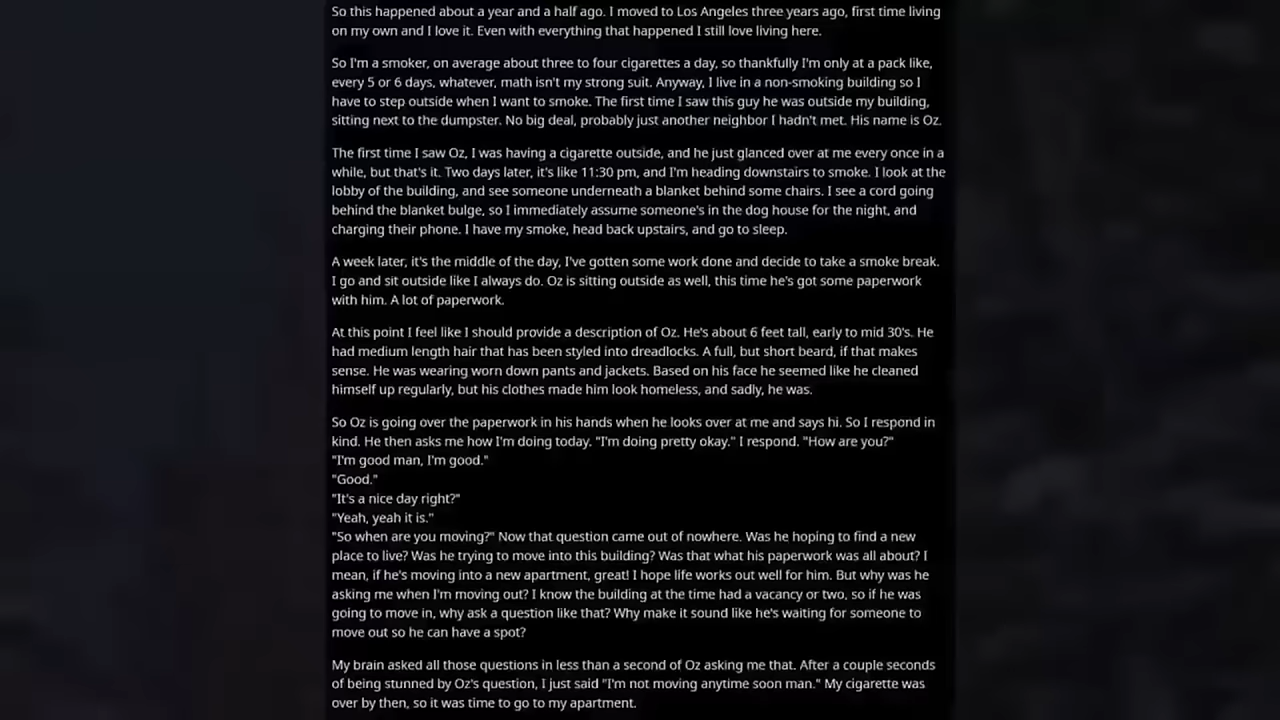 So this happened about a year and a half ago. I moved to Los Angeles three years ago, first time living
on my own and I love it. Even with everything that happened I still love living here.
So I'm a smoker, on average about three to four cigarettes a day, so thankfully I'm only at a pack like,
every 5 or 6 days, whatever, math isn't my strong suit. Anyway, I live in a non-smoking building so I
have to step outside when I want to smoke. The first time I saw this guy he was outside my building,
sitting next to the dumpster. No big deal, probably just another neighbor I hadn't met. His name is Oz.
The first time I saw Oz, I was having a cigarette outside, and he just glanced over at me every once in a
while, but that's it. Two days later, it's like 11:30 pm, and I'm heading downstairs to smoke. I look at the
lobby of the building, and see someone underneath a blanket behind some chairs. I see a cord going
behind the blanket bulge, so I immediately assume someone's in the dog house for the night, and
charging their phone. I have my smoke, head back upstairs, and go to sleep.
A week later, it's the middle of the day, I've gotten some work done and decide to take a smoke break.
I go and sit outside like I always do. Oz is sitting outside as well, this time he's got some paperwork
with him. A lot of paperwork.
At this point I feel like I should provide a description of Oz. He's about 6 feet tall, early to mid 30's. He
had medium length hair that has been styled into dreadlocks. A full, but short beard, if that makes
sense. He was wearing worn down pants and jackets. Based on his face he seemed like he cleaned
himself up regularly, but his clothes made him look homeless, and sadly, he was.
So Oz is going over the paperwork in his hands when he looks over at me and says hi. So I respond in
kind. He then asks me how I'm doing today. "I'm doing pretty okay." I respond. "How are you?"
"I'm good man, I'm good."
"Good."
"It's a nice day right?"
"Yeah, yeah it is."
"So when are you moving?" Now that question came out of nowhere. Was he hoping to find a new
place to live? Was he trying to move into this building? Was that what his paperwork was all about? I
mean, if he's moving into a new apartment, great! I hope life works out well for him. But why was he
asking me when I'm moving out? I know the building at the time had a vacancy or two, so if he was
going to move in, why ask a question like that? Why make it sound like he's waiting for someone to
move out so he can have a spot?
My brain asked all those questions in less than a second of Oz asking me that. After a couple seconds
of being stunned by Oz's question, I just said "I'm not moving anytime soon man." My cigarette was
over by then, so it was time to go to my apartment.